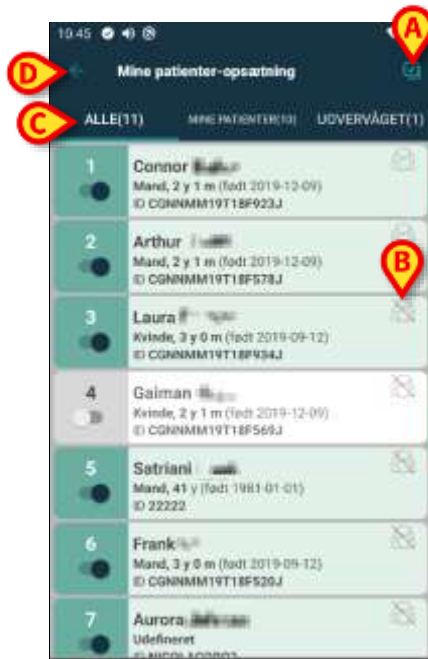 10.45
A
D
Mine patienter-opsætning
C
ALLE(11) MINE PATIENTER(10) UOVERVÅGET(1)
1
Connor
Mand, 2 y 1 m (født 2019-12-09)
ID CGNNMM19T18F923J
2
Arthur
Mand, 2 y 1 m (født 2019-12-09)
ID CGNNMM19T18F578J
B
3
Laura
Kvinde, 3 y 0 m (født 2019-09-12)
ID CGNNMM19T18F934J
4
Gaiman
Kvinde, 2 y 1 m (født 2019-12-09)
ID CGNNMM19T18F569J
5
Satriani
Mand, 41 y (født 1981-01-01)
ID 22222
6
Frank
Mand, 3 y 0 m (født 2019-09-12)
ID CGNNMM19T18F520J
7
Aurora
Udefineret